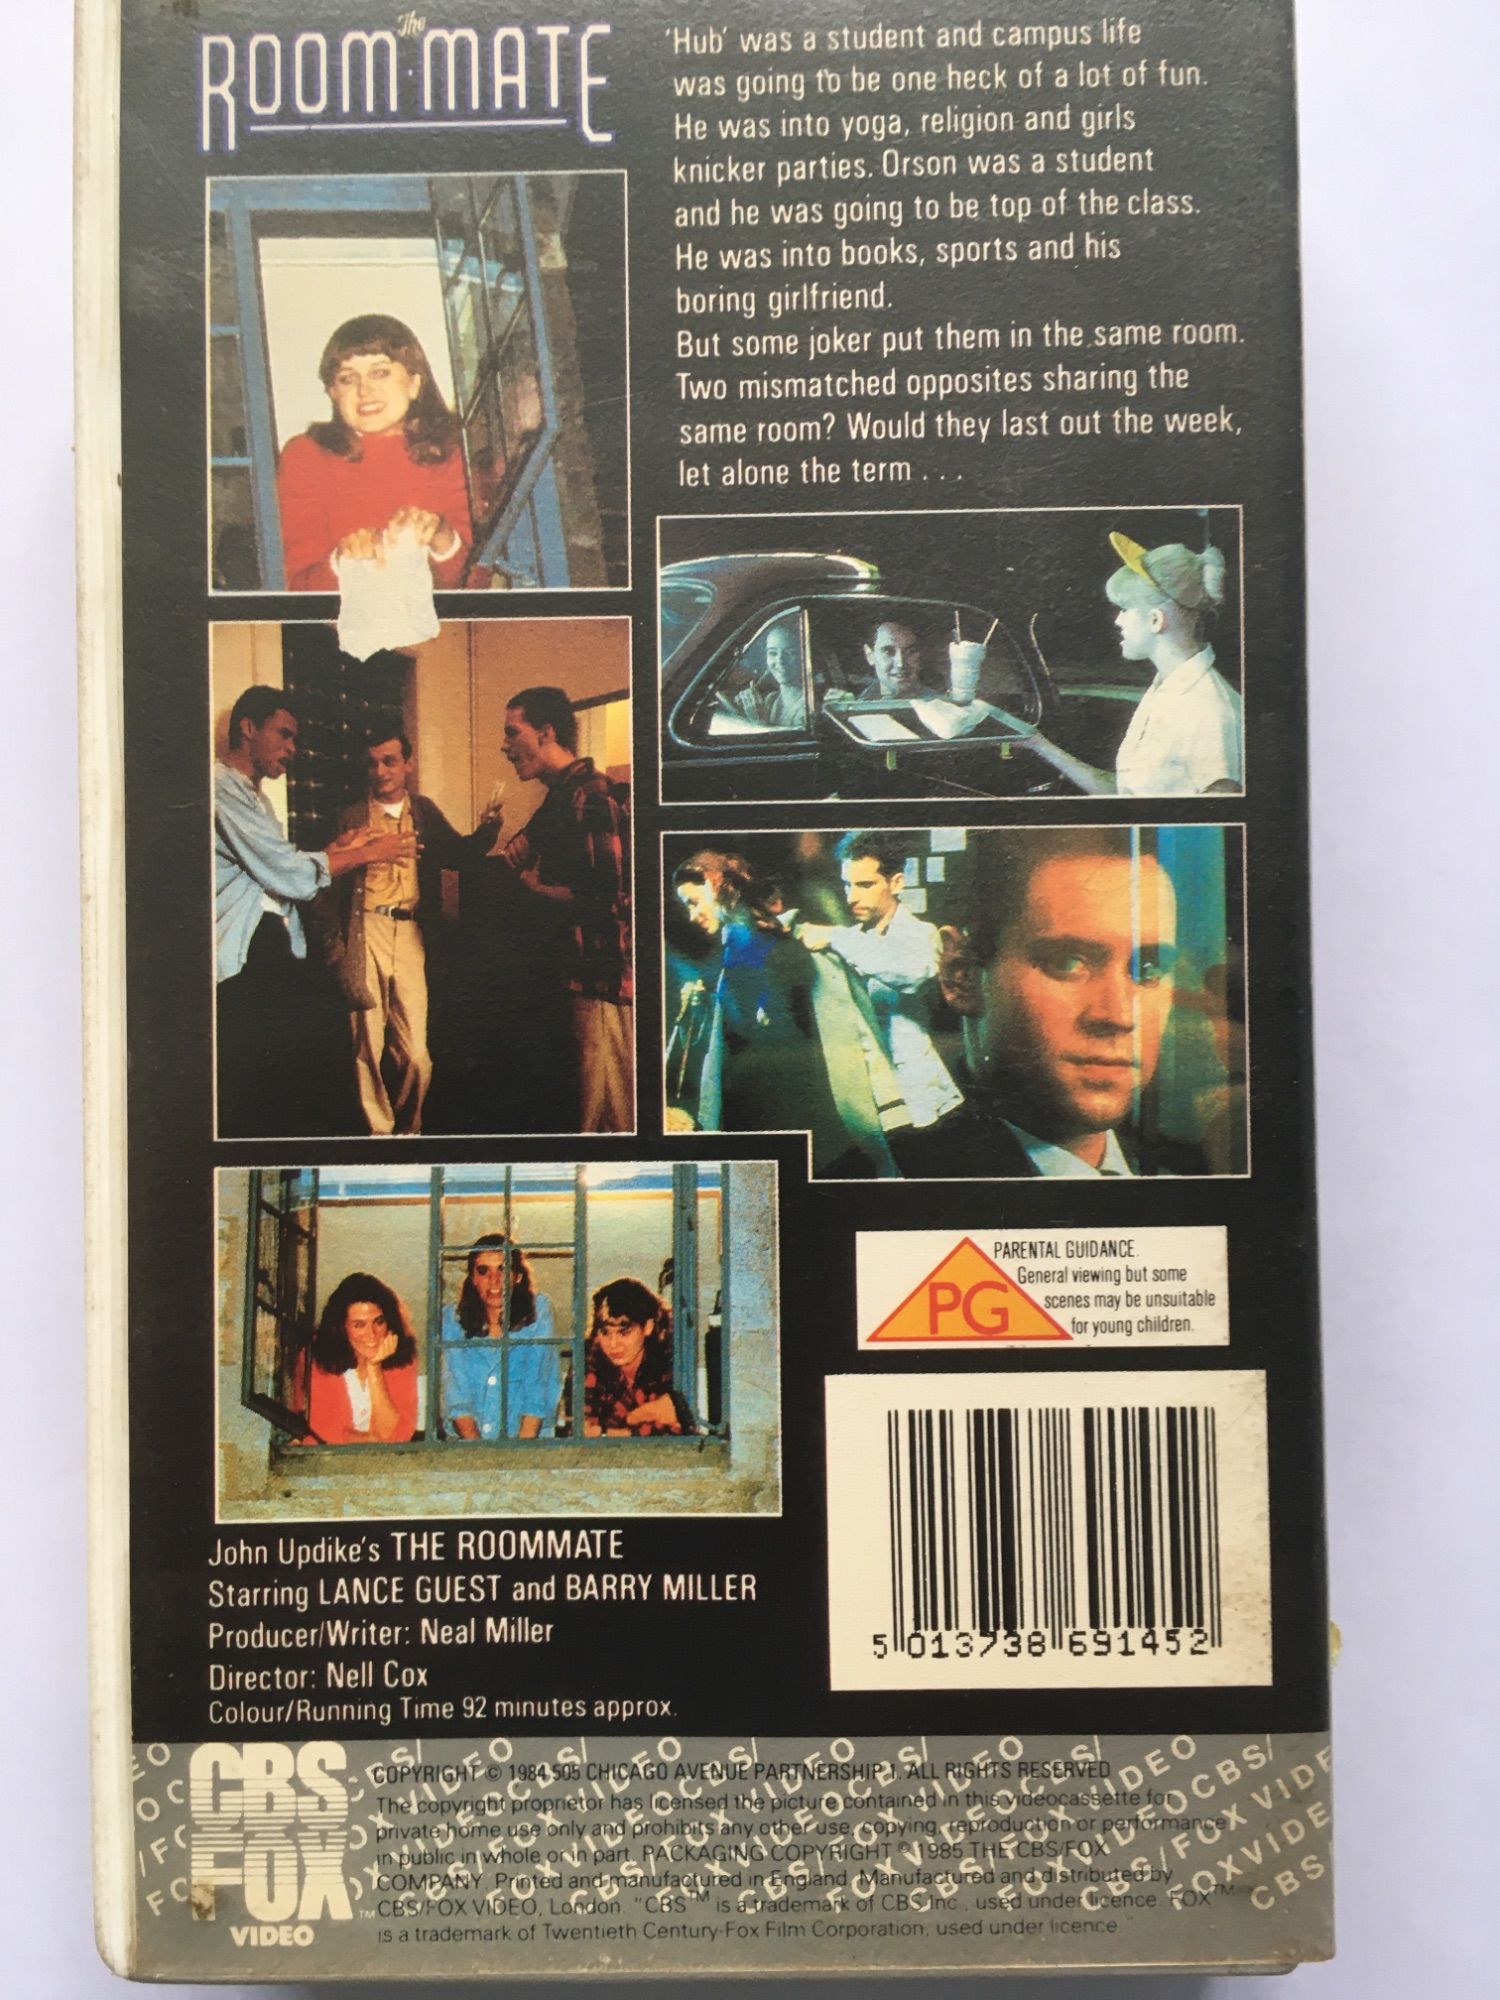 The
ROOM·MATE
'Hub' was a student and campus life
was going to be one heck of a lot of fun.
He was into yoga, religion and girls
knicker parties. Orson was a student
and he was going to be top of the class.
He was into books, sports and his
boring girlfriend.
But some joker put them in the same room.
Two mismatched opposites sharing the
same room? Would they last out the week,
let alone the term . . .
PARENTAL GUIDANCE.
General viewing but some
scenes may be unsuitable
for young children.
PG
5 013738 691452
John Updike's THE ROOMMATE
Starring LANCE GUEST and BARRY MILLER
Producer/Writer: Neal Miller
Director: Nell Cox
Colour/Running Time 92 minutes approx.
CBS
FOX
VIDEO
COPYRIGHT © 1984 505 CHICAGO AVENUE PARTNERSHIP 1. ALL RIGHTS RESERVED
The copyright proprietor has licensed the picture contained in this videocassette for
private home use only and prohibits any other use, copying, reproduction or performance
in public in whole or in part. PACKAGING COPYRIGHT © 1985 THE CBS/FOX
COMPANY. Printed and manufactured in England. Manufactured and distributed by
TM CBS/FOX VIDEO, London. "CBS™ is a trademark of CBS Inc., used under licence. FOX™
is a trademark of Twentieth Century-Fox Film Corporation, used under licence."